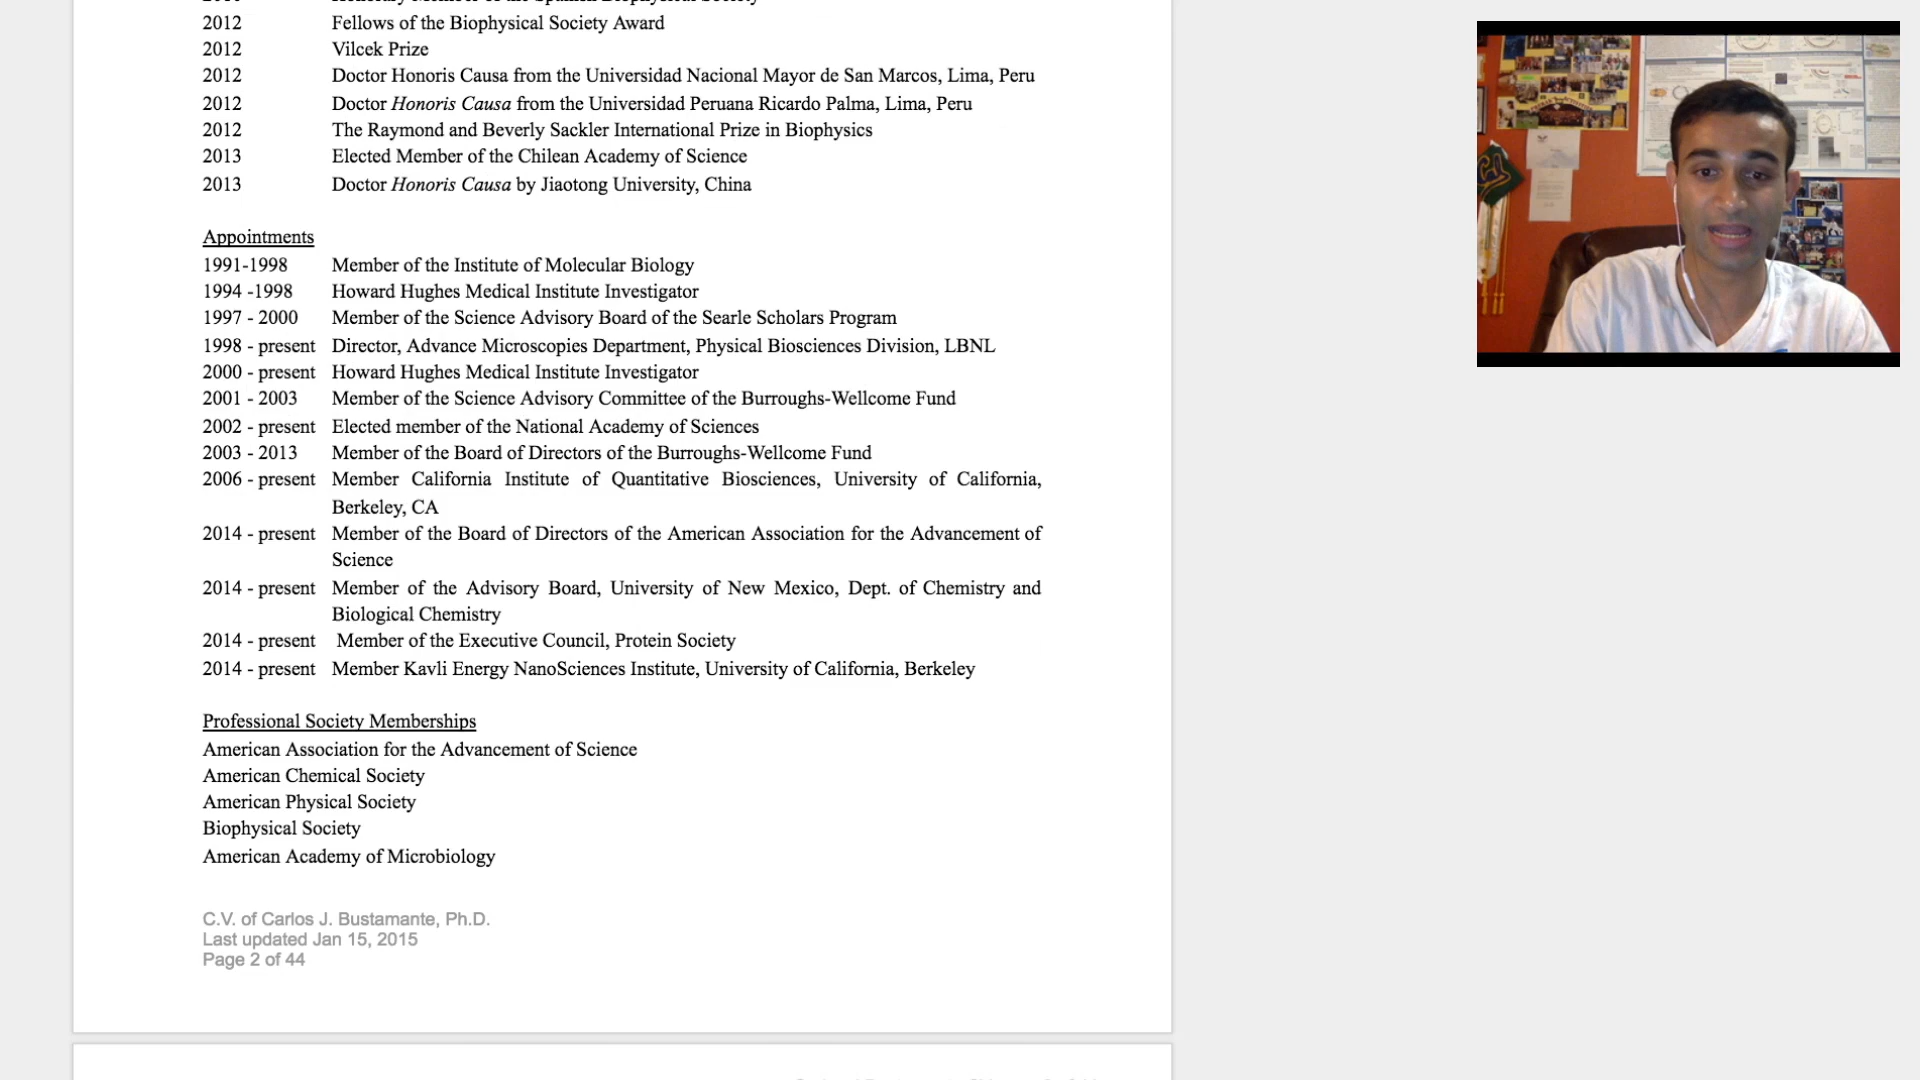 Honorary Member of the Spanish Biophysical Society
2012 Fellows of the Biophysical Society Award
2012 Vilcek Prize
2012 Doctor Honoris Causa from the Universidad Nacional Mayor de San Marcos, Lima, Peru
2012 Doctor Honoris Causa from the Universidad Peruana Ricardo Palma, Lima, Peru
2012 The Raymond and Beverly Sackler International Prize in Biophysics
2013 Elected Member of the Chilean Academy of Science
2013 Doctor Honoris Causa by Jiaotong University, China
Appointments
1991-1998 Member of the Institute of Molecular Biology
1994 -1998 Howard Hughes Medical Institute Investigator
1997 - 2000 Member of the Science Advisory Board of the Searle Scholars Program
1998 - present Director, Advance Microscopies Department, Physical Biosciences Division, LBNL
2000 - present Howard Hughes Medical Institute Investigator
2001 - 2003 Member of the Science Advisory Committee of the Burroughs-Wellcome Fund
2002 - present Elected member of the National Academy of Sciences
2003 - 2013 Member of the Board of Directors of the Burroughs-Wellcome Fund
2006 - present Member California Institute of Quantitative Biosciences, University of California,
Berkeley, CA
2014 - present Member of the Board of Directors of the American Association for the Advancement of
Science
2014 - present Member of the Advisory Board, University of New Mexico, Dept. of Chemistry and
Biological Chemistry
2014 - present Member of the Executive Council, Protein Society
2014 - present Member Kavli Energy NanoSciences Institute, University of California, Berkeley
Professional Society Memberships
American Association for the Advancement of Science
American Chemical Society
American Physical Society
Biophysical Society
American Academy of Microbiology
C.V. of Carlos J. Bustamante, Ph.D.
Last updated Jan 15, 2015
Page 2 of 44